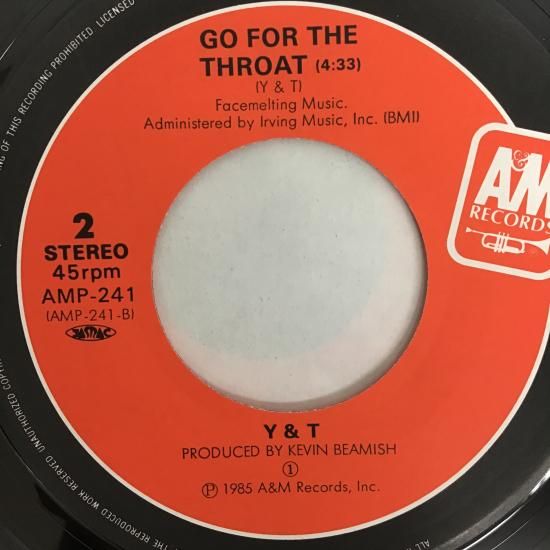 GO FOR THE
THROAT (4:33)
(Y & T)
Facemelting Music.
Administered by Irving Music, Inc. (BMI)
A&M
RECORDS
2
STEREO
45rpm
AMP-241
(AMP-241-B)
JASRAC
Y & T
PRODUCED BY KEVIN BEAMISH
①
Ⓟ 1985 A&M Records, Inc.
OF THE REPRODUCED WORK RESERVED UNAUTHORIZED COPYING OF THIS RECORDING PROHIBITED LICENSED